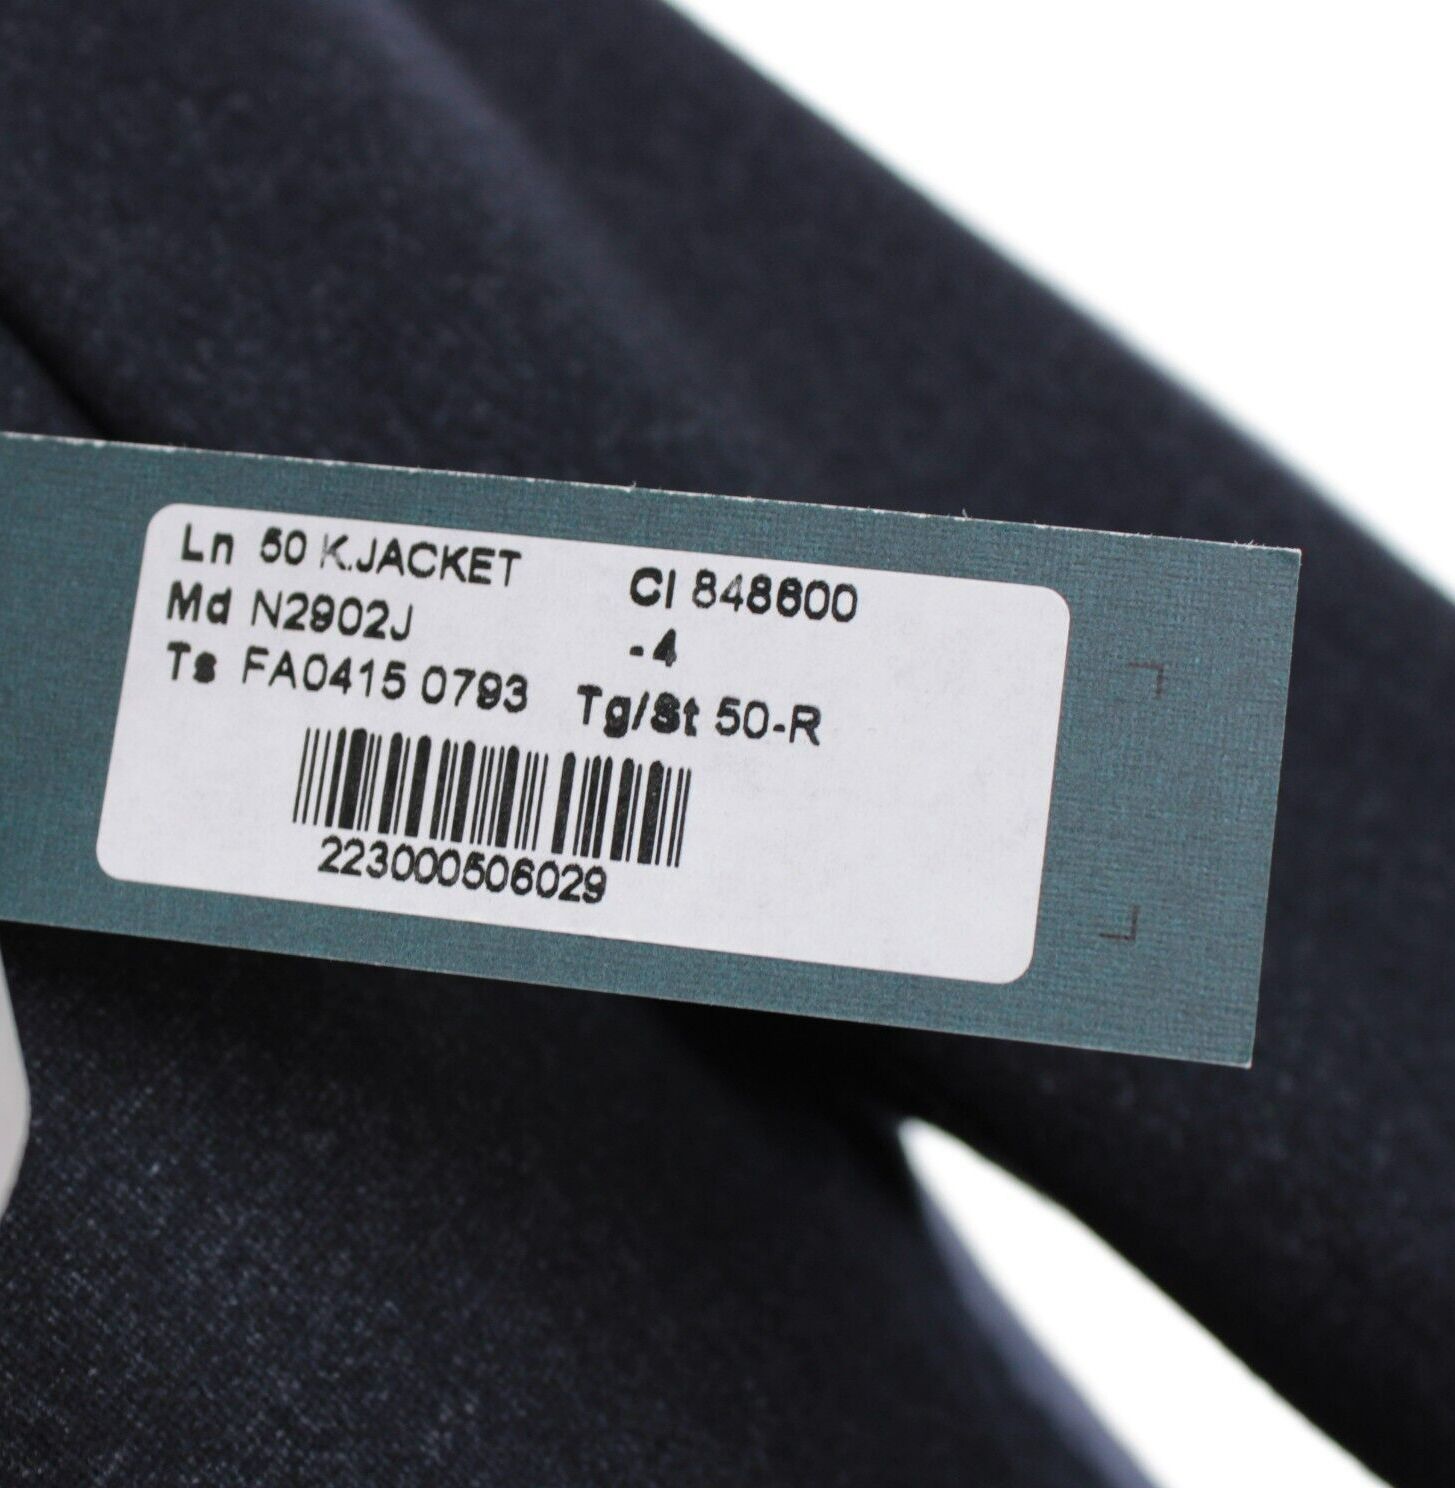 Ln 50 K.JACKET
Cl 848600
Md N2902J
-4
Ts FA0415 0793
Tg/St 50-R
223000506029